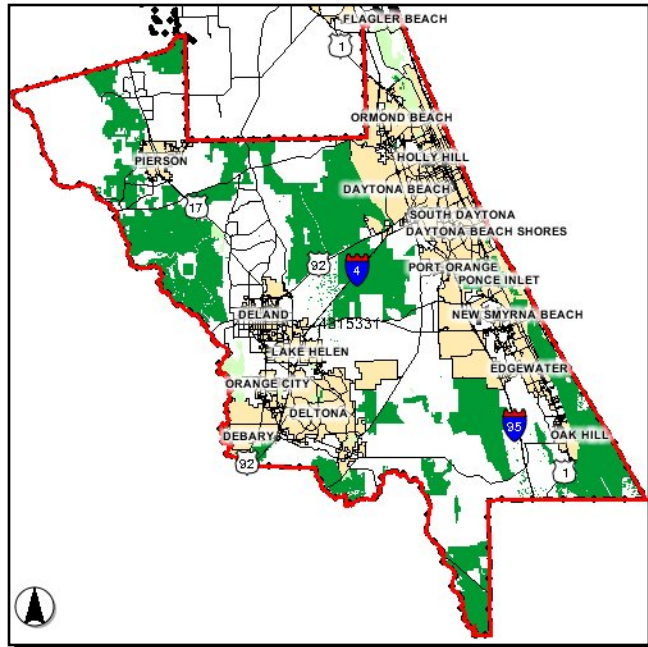 FLAGLER BEACH
1
ORMOND BEACH
HOLLY HILL
PIERSON
DAYTONA BEACH
17
SOUTH DAYTONA
DAYTONA BEACH SHORES
92
4
PORT ORANGE
PONCE INLET
DELAND
4315331
NEW SMYRNA BEACH
LAKE HELEN
EDGEWATER
ORANGE CITY
DELTONA
95
DEBARY
OAK HILL
92
1